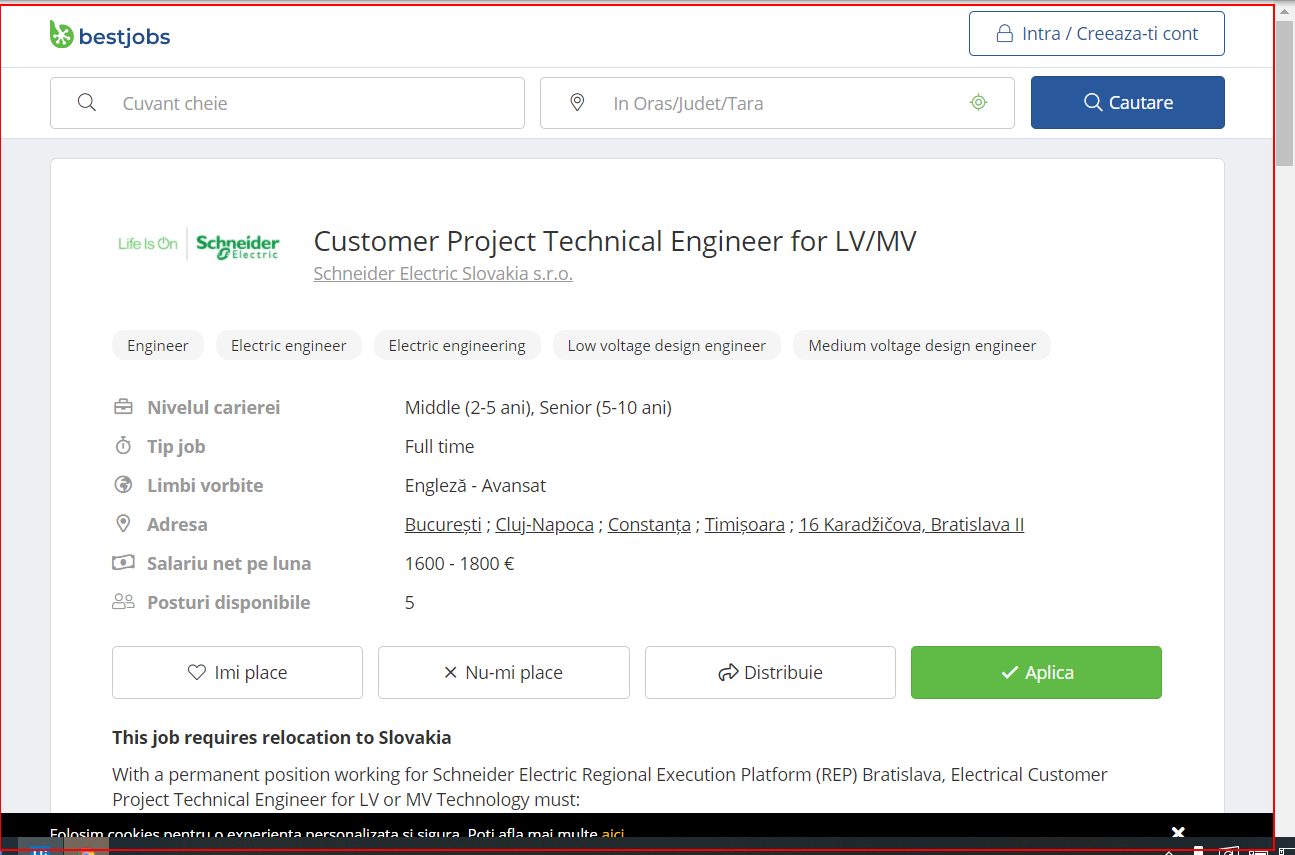 bestjobs
Intra / Creeaza-ti cont
Cuvant cheie
In Oras/Judet/Tara
Cautare
Life Is On
Schneider
Electric
Customer Project Technical Engineer for LV/MV
Schneider Electric Slovakia s.r.o.
Engineer
Electric engineer
Electric engineering
Low voltage design engineer
Medium voltage design engineer
Nivelul carierei
Middle (2-5 ani), Senior (5-10 ani)
Tip job
Full time
Limbi vorbite
Engleză - Avansat
Adresa
București ; Cluj-Napoca ; Constanța ; Timișoara ; 16 Karadžičova, Bratislava II
Salariu net pe luna
1600 - 1800 €
Posturi disponibile
5
Imi place
Nu-mi place
Distribuie
Aplica
This job requires relocation to Slovakia
With a permanent position working for Schneider Electric Regional Execution Platform (REP) Bratislava, Electrical Customer
Project Technical Engineer for LV or MV Technology must:
Folosim cookies pentru o experienta personalizata si sigura. Poti afla mai multe aici